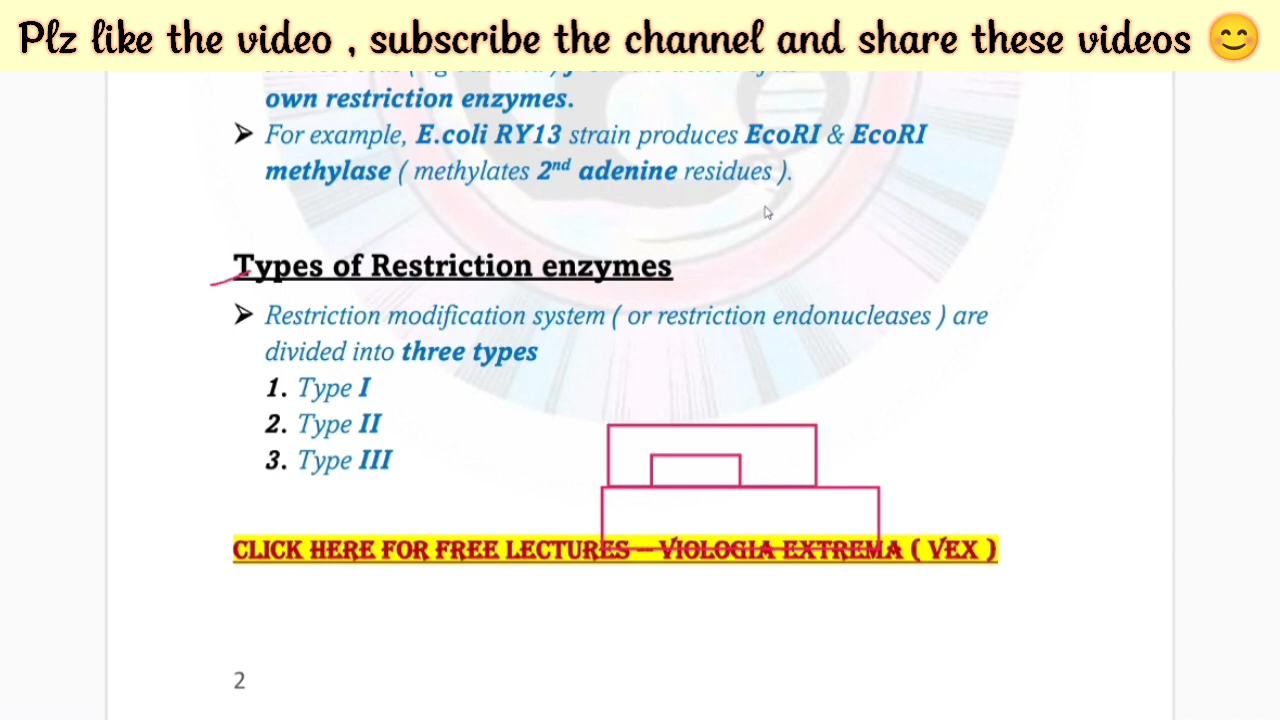 Plz like the video , subscribe the channel and share these videos 😊
own restriction enzymes.
➢ For example, E.coli RY13 strain produces EcoRI & EcoRI
methylase ( methylates 2nd adenine residues ).
Types of Restriction enzymes
➢ Restriction modification system ( or restriction endonucleases ) are
divided into three types
1. Type I
2. Type II
3. Type III
CLICK HERE FOR FREE LECTURES – VIOLOGIA EXTREMA ( VEX )
2